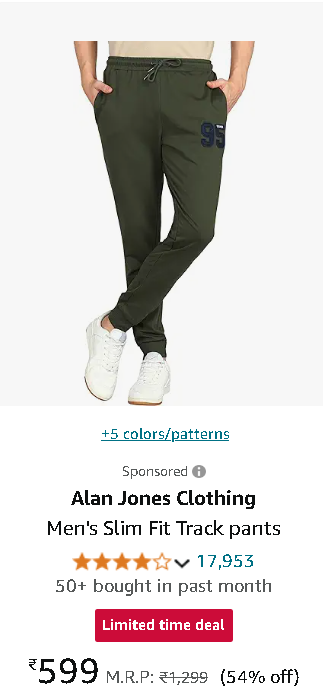 95
+5 colors/patterns
Sponsored
Alan Jones Clothing
Men's Slim Fit Track pants
17,953
50+ bought in past month
Limited time deal
₹599 M.R.P: ₹1,299 (54% off)